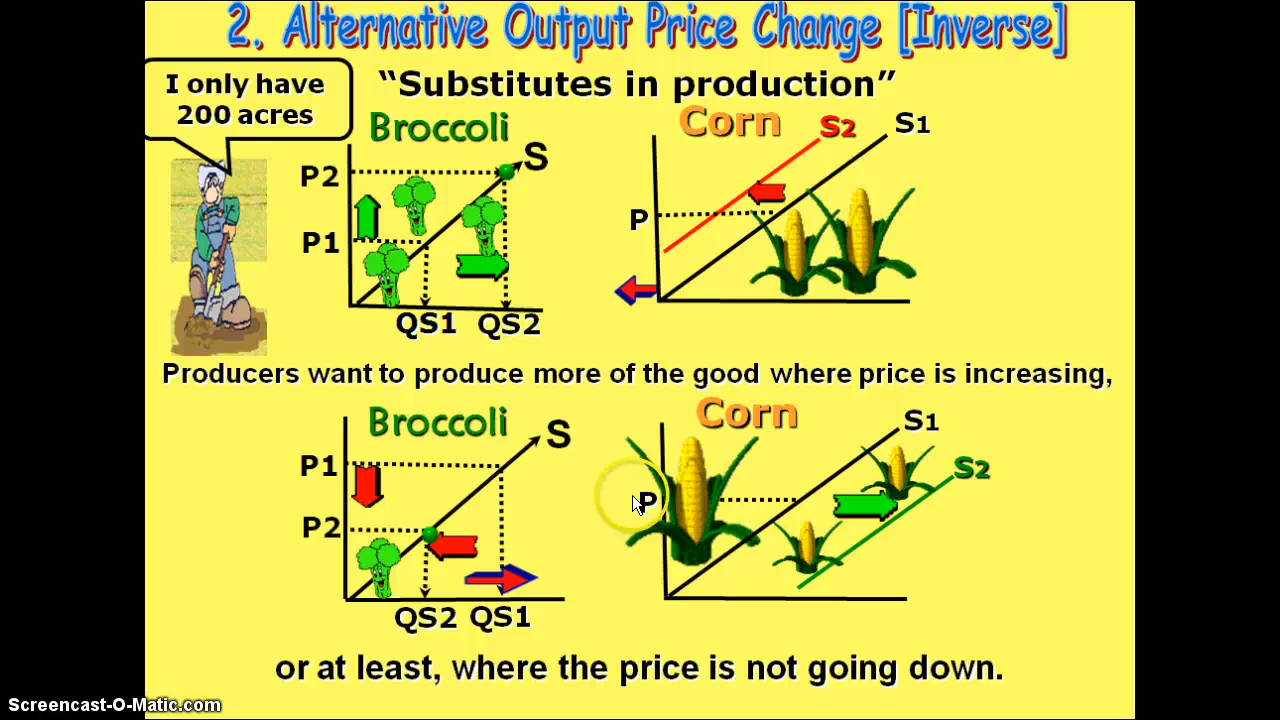 2. Alternative Output Price Change [Inverse]
I only have
200 acres
"Substitutes in production"
Broccoli
P2
P1
S
QS1 QS2
Corn
S2
S1
P
Producers want to produce more of the good where price is increasing,
Broccoli
P1
P2
S
QS2 QS1
Corn
S1
S2
P
or at least, where the price is not going down.
Screencast-O-Matic.com